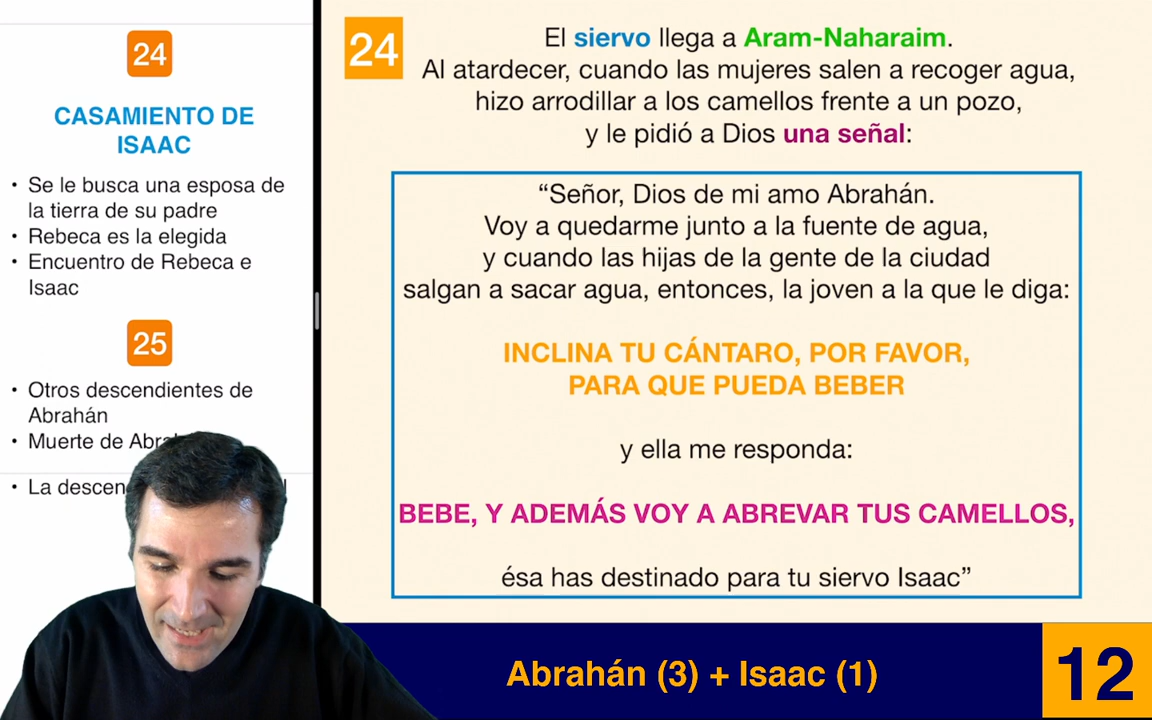 24
CASAMIENTO DE
ISAAC
• Se le busca una esposa de
la tierra de su padre
• Rebeca es la elegida
• Encuentro de Rebeca e
Isaac
25
• Otros descendientes de
Abrahán
• Muerte de
• La
24
El siervo llega a Aram-Naharaim.
Al atardecer, cuando las mujeres salen a recoger agua,
hizo arrodillar a los camellos frente a un pozo,
y le pidió a Dios una señal:
“Señor, Dios de mi amo Abrahán.
Voy a quedarme junto a la fuente de agua,
y cuando las hijas de la gente de la ciudad
salgan a sacar agua, entonces, la joven a la que le diga:
INCLINA TU CÁNTARO, POR FAVOR,
PARA QUE PUEDA BEBER
y ella me responda:
BEBE, Y ADEMÁS VOY A ABREVAR TUS CAMELLOS,
ésa has destinado para tu siervo Isaac”
Abrahán (3) + Isaac (1)
12